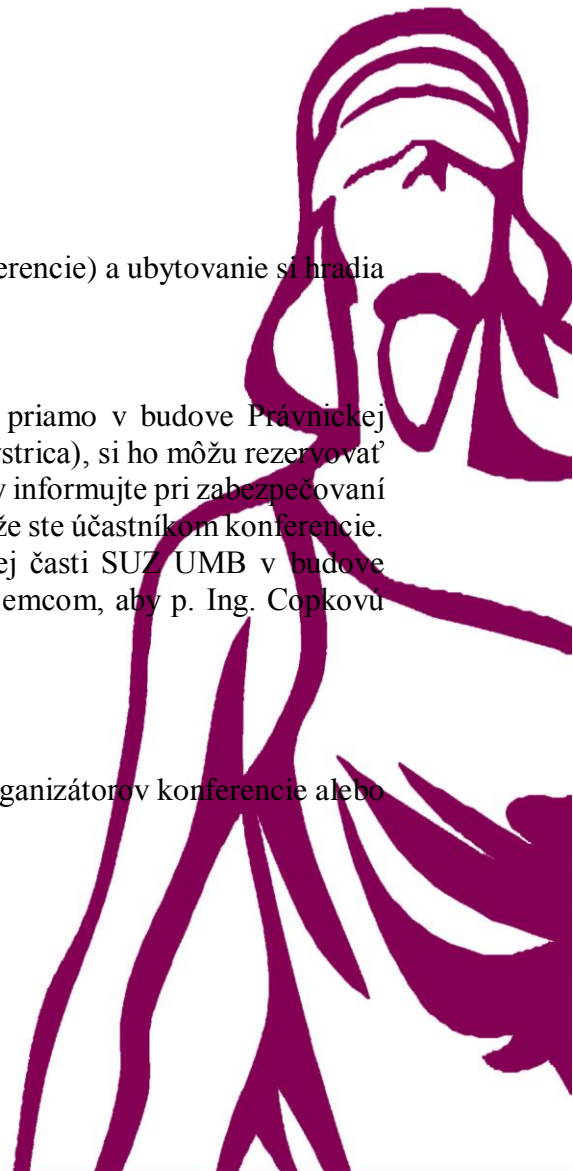 erencie) a ubytovanie si hradia
priamo v budove Právnickej
strica), si ho môžu rezervovať
informujte pri zabezpečovaní
že ste účastníkom konferencie.
ej časti SUZ UMB v budove
emcom, aby p. Ing. Copkovú
ganizátorov konferencie alebo